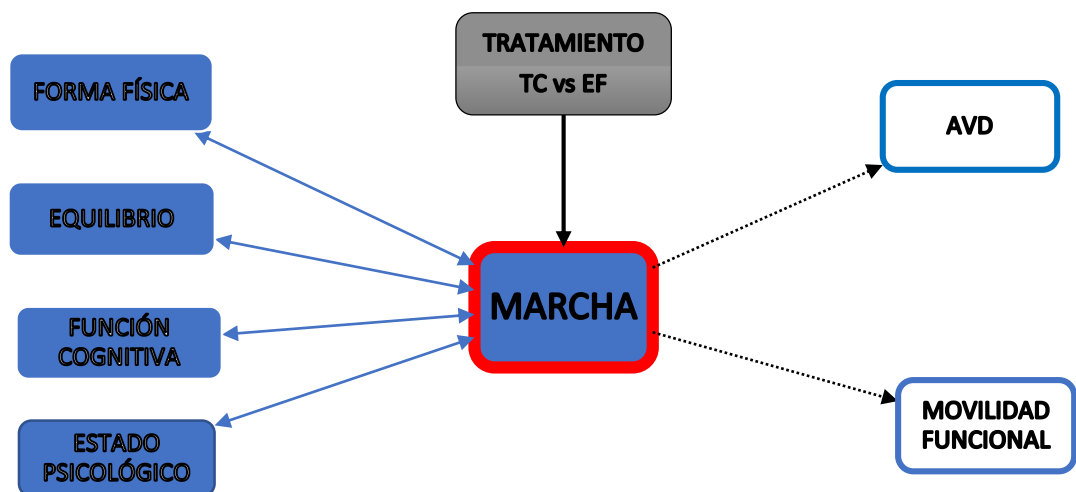 TRATAMIENTO
TC vs EF
FORMA FÍSICA
EQUILIBRIO
FUNCIÓN
COGNITIVA
ESTADO
PSICOLÓGICO
MARCHA
AVD
MOVILIDAD
FUNCIONAL